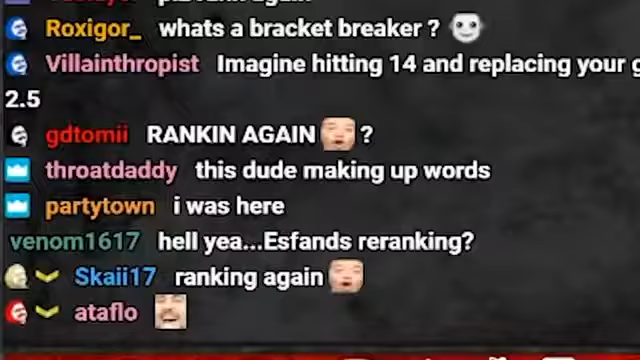 Roxigor_ whats a bracket breaker ?
Villainthropist Imagine hitting 14 and replacing your
2.5
gdtomii RANKIN AGAIN ?
throatdaddy this dude making up words
partytown i was here
venom1617 hell yea...Esfands reranking?
Skaii17 ranking again
ataflo